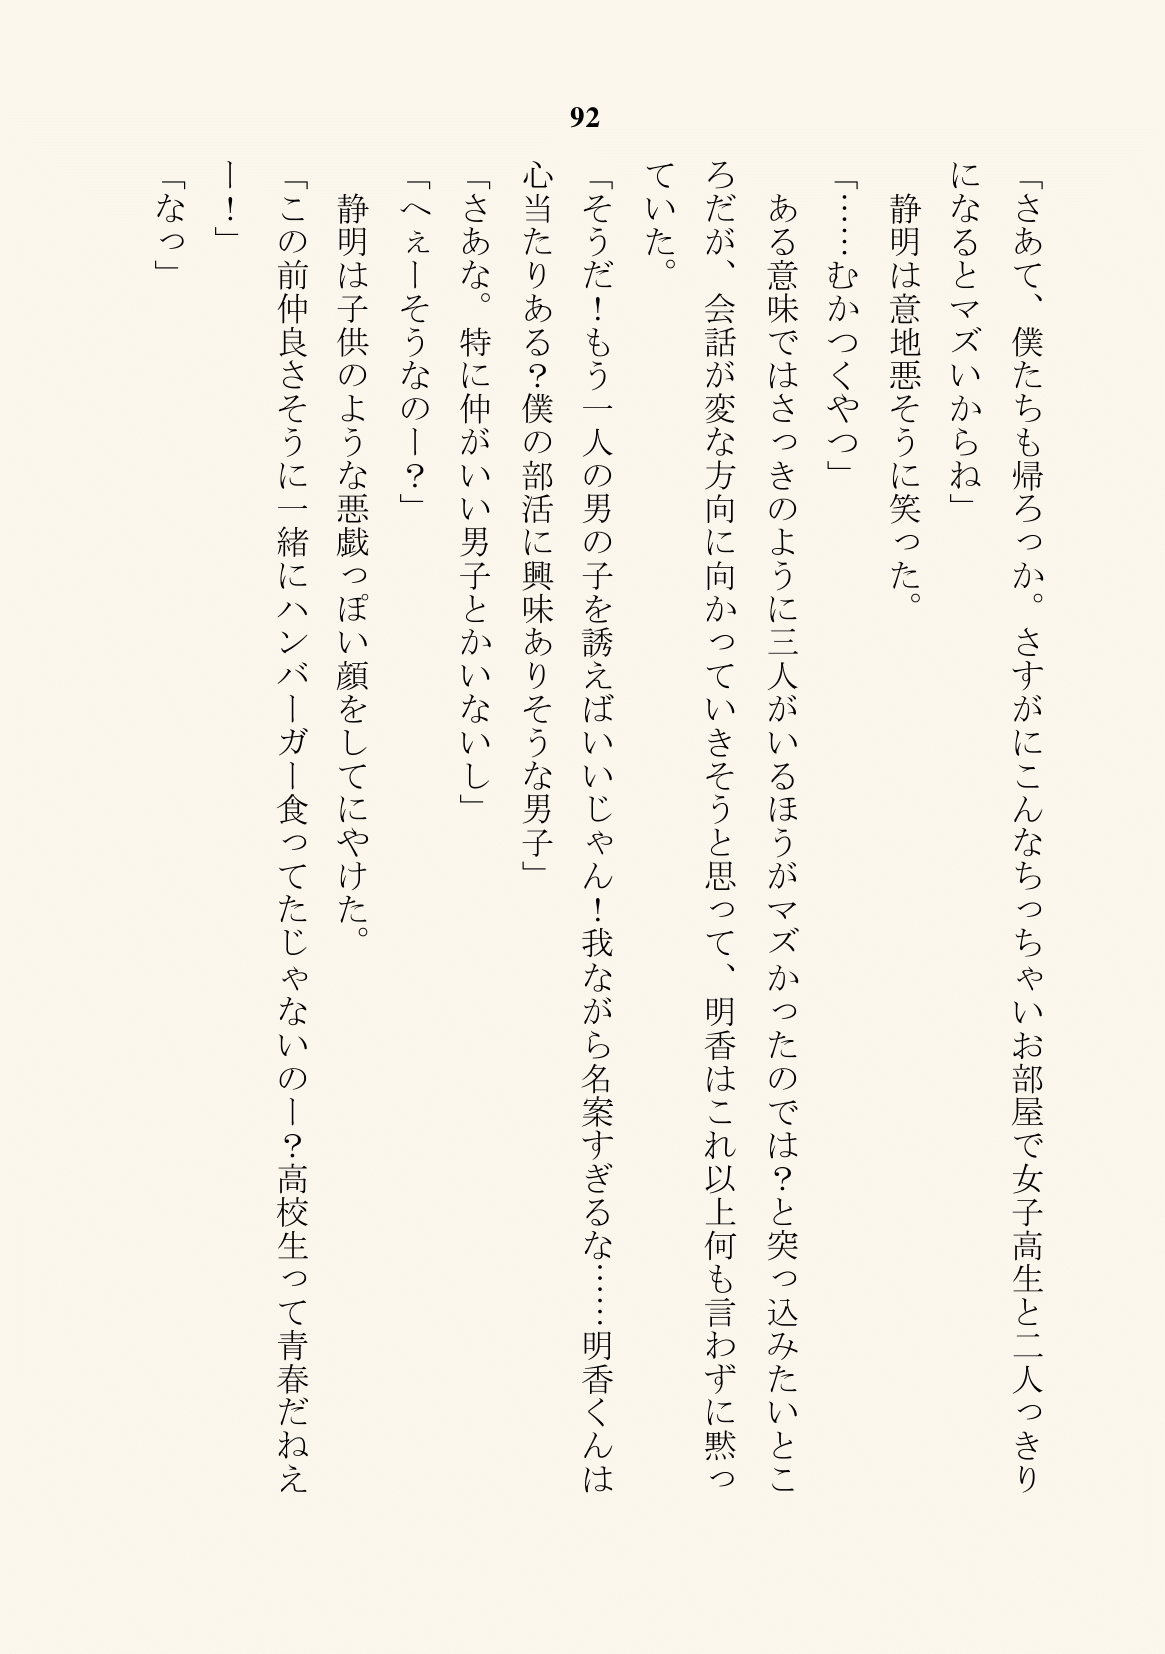 92
「さあて、僕たちも帰ろっか。さすがにこんなちっちゃいお部屋で女子高生と二人っきり
になるとマズいからね」
　静明は意地悪そうに笑った。
「……むかつくやつ」
　ある意味ではさっきのように三人がいるほうがマズかったのでは？と突っ込みたいとこ
ろだが、会話が変な方向に向かっていきそうと思って、明香はこれ以上何も言わずに黙っ
ていた。
「そうだ！もう一人の男の子を誘えばいいじゃん！我ながら名案すぎるな……明香くんは
心当たりある？僕の部活に興味ありそうな男子」
「さあな。特に仲がいい男子とかいないし」
「へぇーそうなのー？」
　静明は子供のような悪戯っぽい顔をしてにやけた。
「この前仲良さそうに一緒にハンバーガー食ってたじゃないのー？高校生って青春だねえ
ー！」
「なっ」